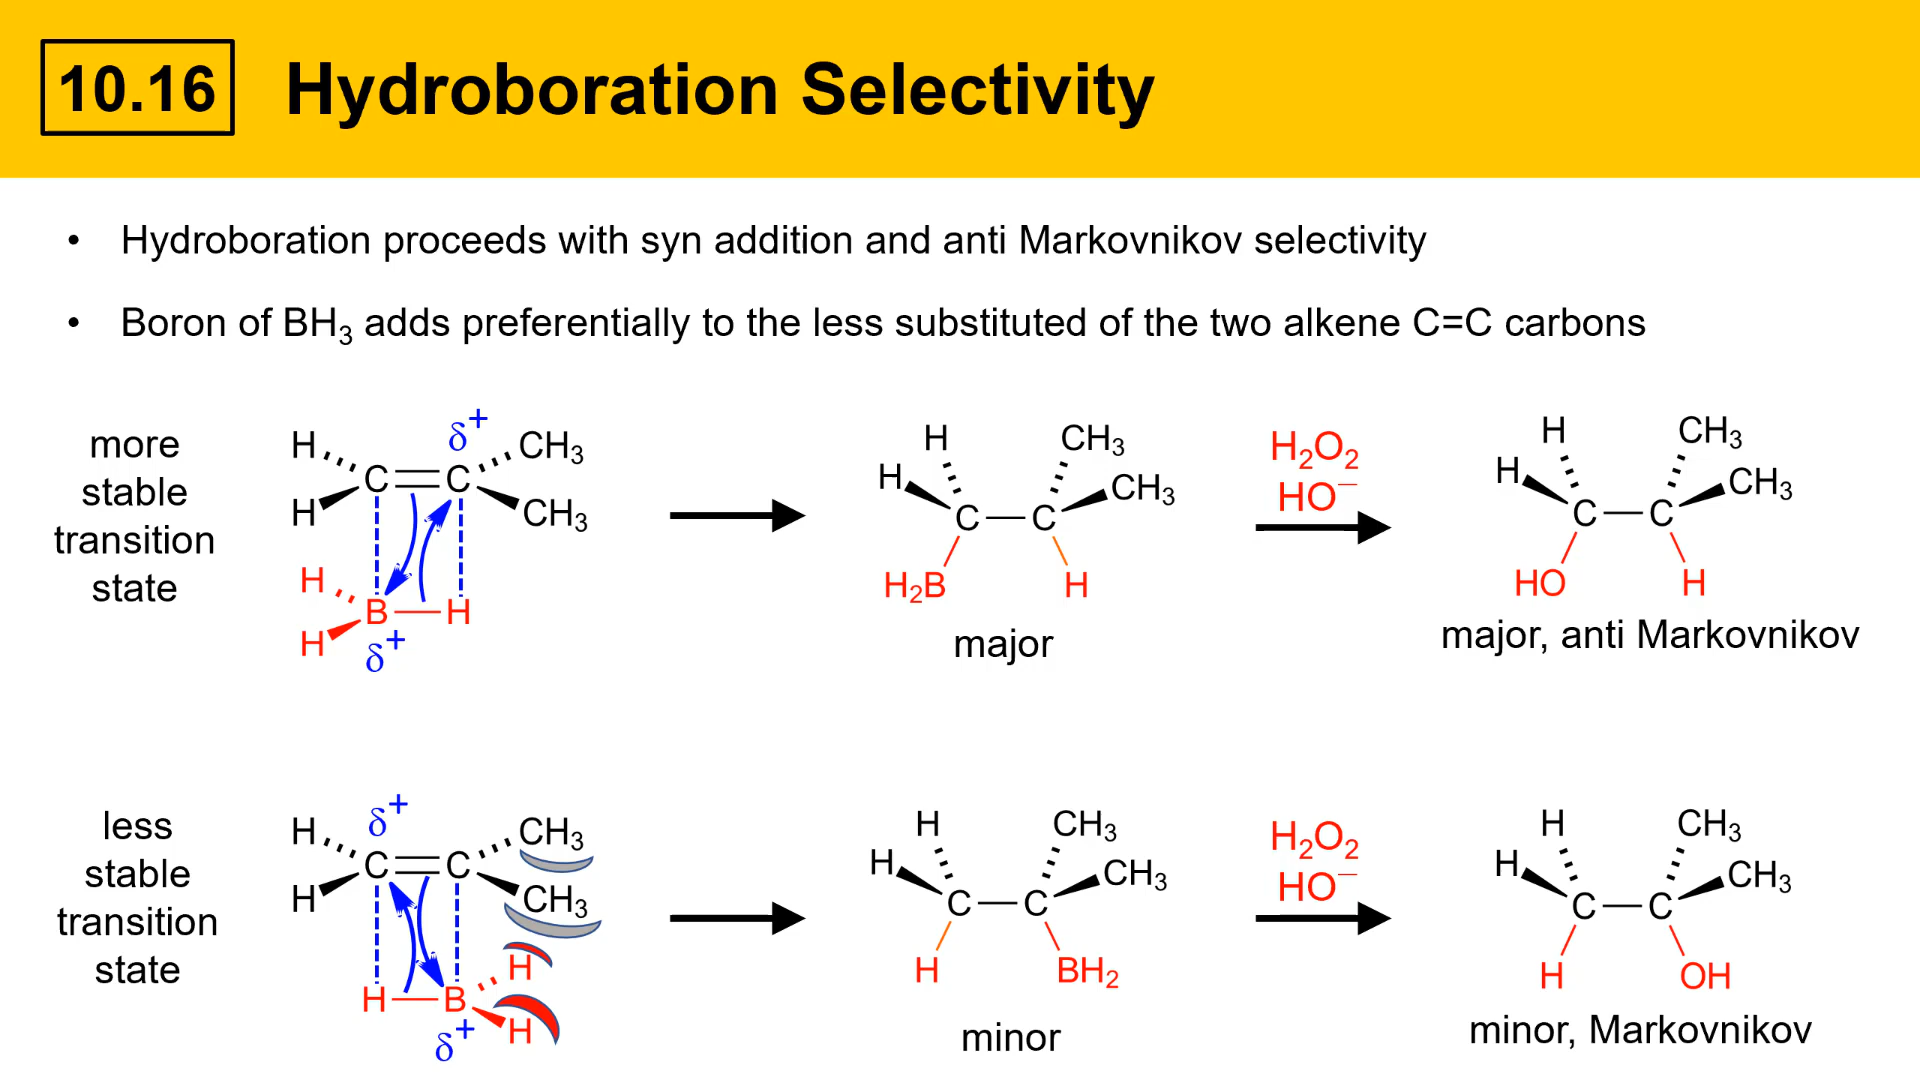 10.16 Hydroboration Selectivity
• Hydroboration proceeds with syn addition and anti Markovnikov selectivity
• Boron of BH₃ adds preferentially to the less substituted of the two alkene C=C carbons
more
stable
transition
state
δ⁺
H CH₃
C C
H CH₃
H
B H
H
δ⁺
H CH₃
H CH₃
C C
H₂B H
major
H₂O₂
HO⁻
H CH₃
H CH₃
C C
HO H
major, anti Markovnikov
less
stable
transition
state
δ⁺
H CH₃
C C
H CH₃
H
H B
H
δ⁺
H CH₃
H CH₃
C C
H BH₂
minor
H₂O₂
HO⁻
H CH₃
H CH₃
C C
H OH
minor, Markovnikov